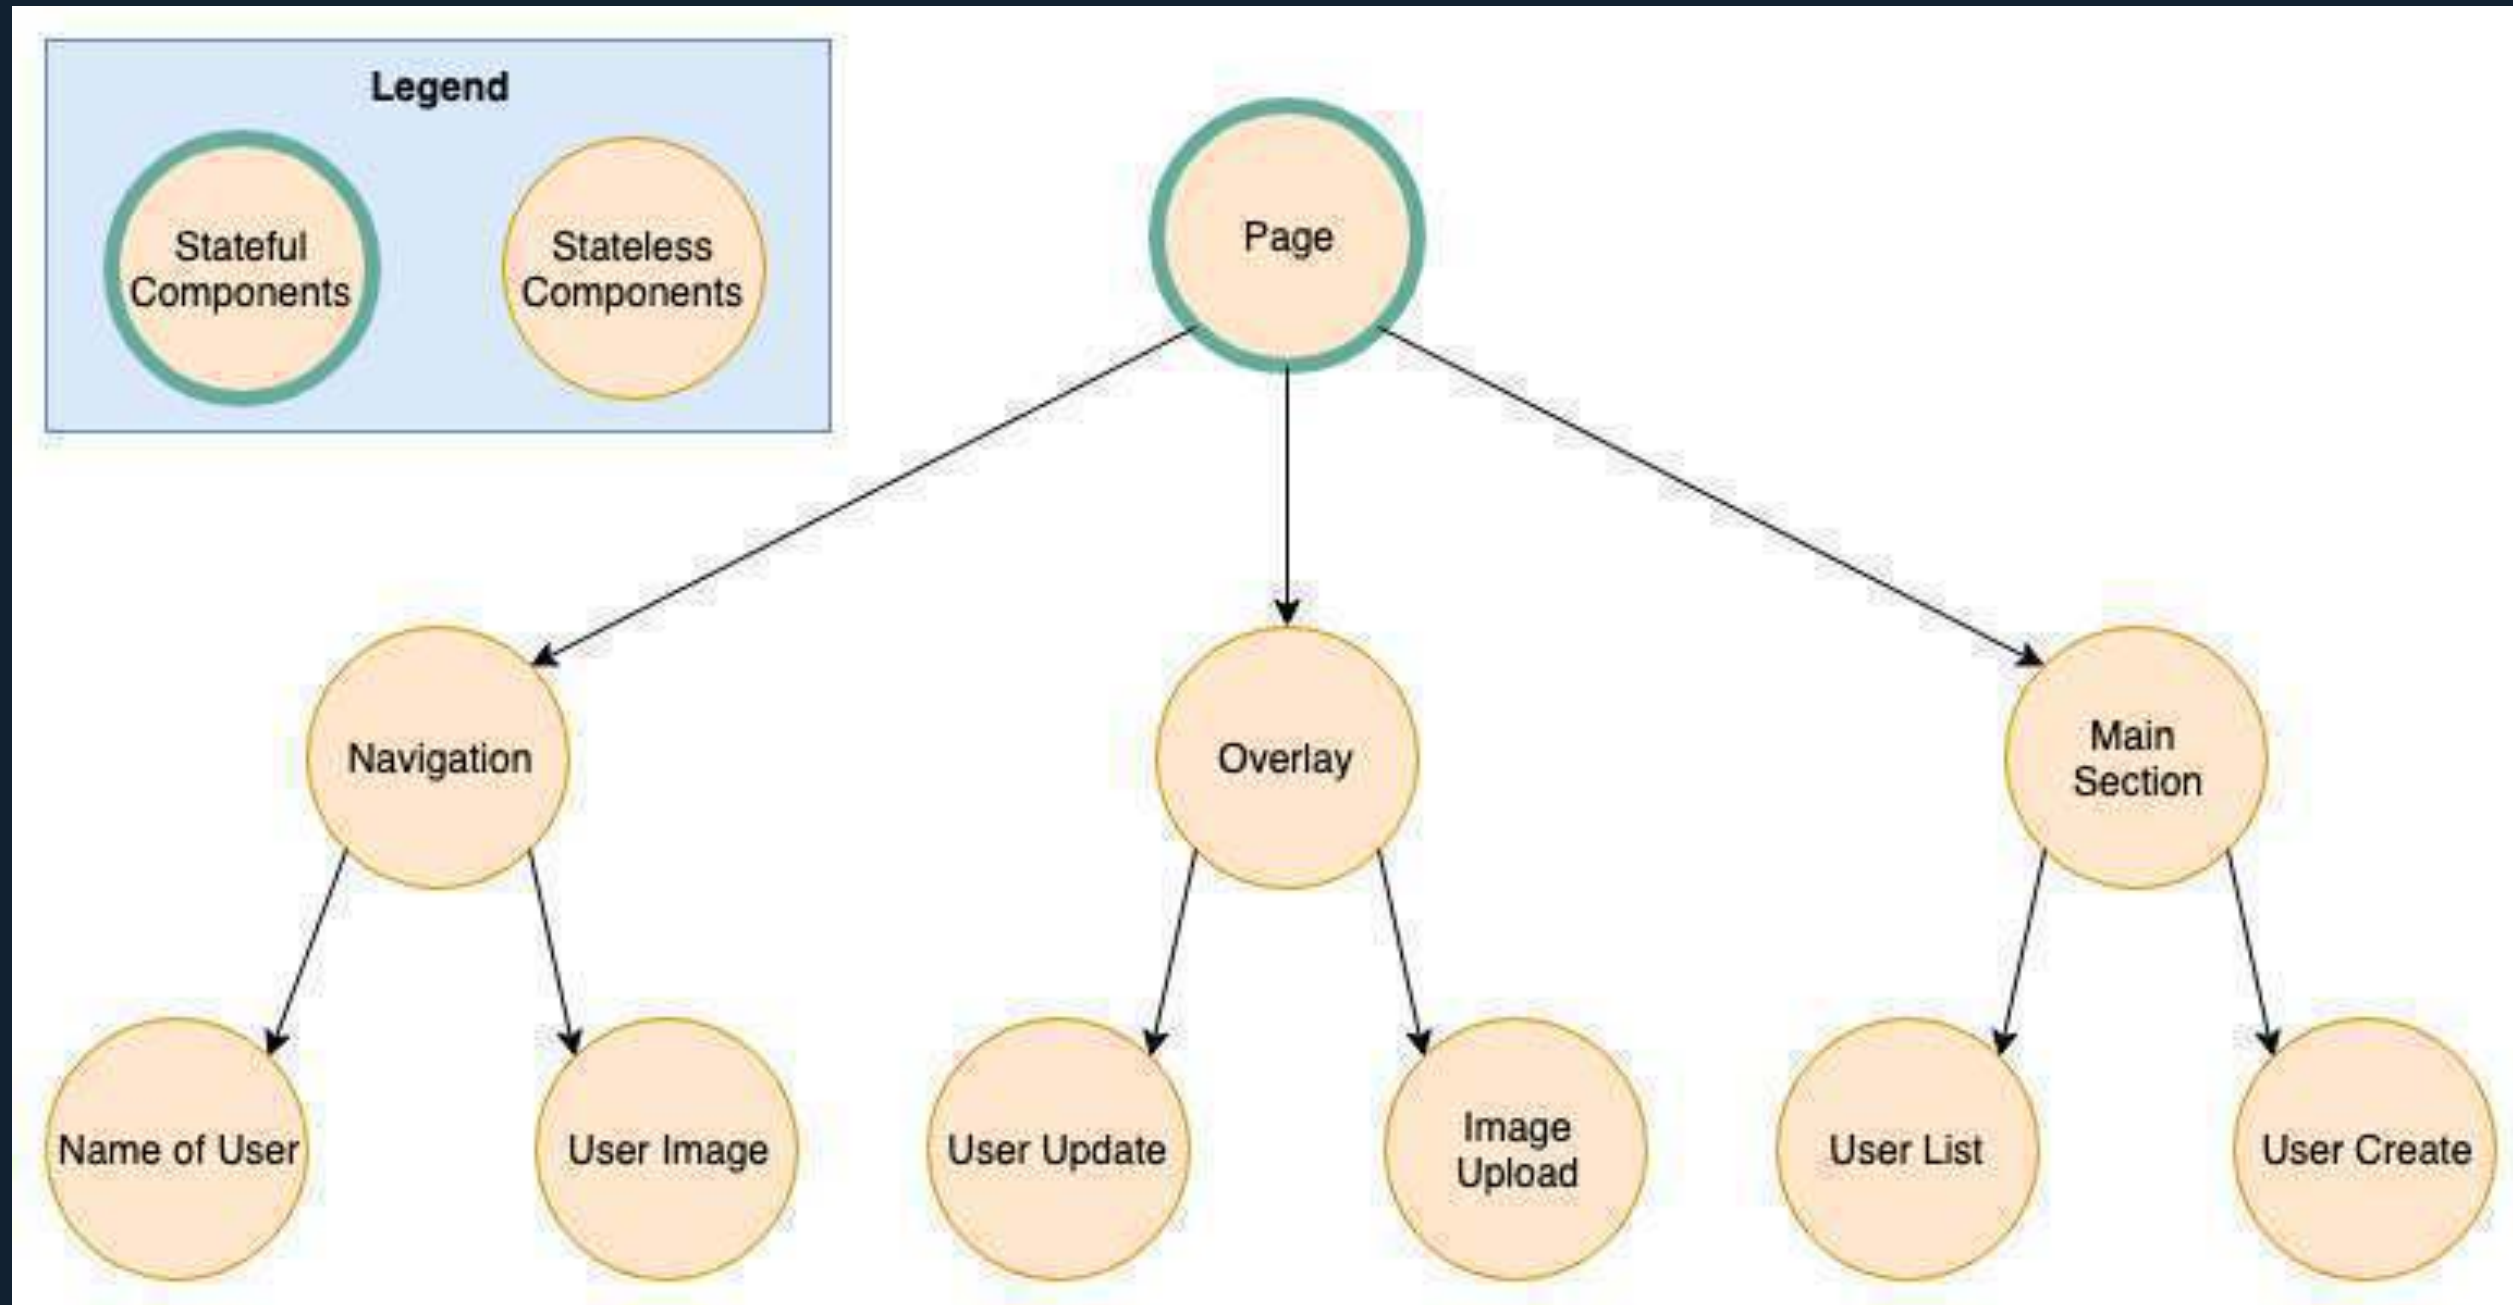 Legend
Stateful
Components
Stateless
Components
Page
Navigation
Overlay
Main
Section
Name of User
User Image
User Update
Image
Upload
User List
User Create